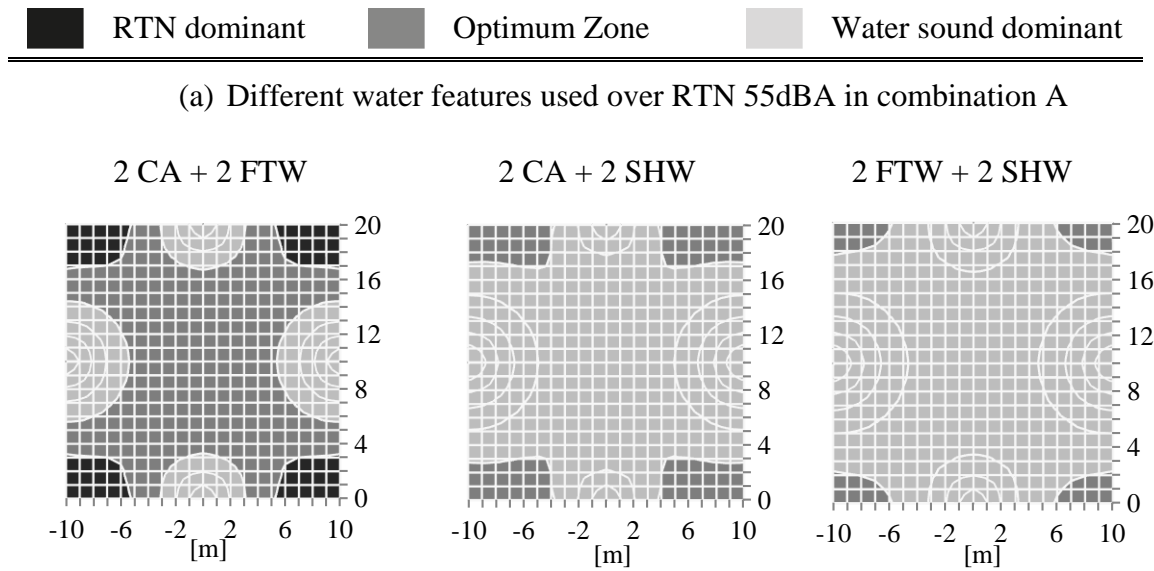 RTN dominant Optimum Zone Water sound dominant
(a) Different water features used over RTN 55dBA in combination A
2 CA + 2 FTW 2 CA + 2 SHW 2 FTW + 2 SHW
20 20 20
16 16 16
12 12 12
8 8 8
4 4 4
0 0 0
-10 -6 -2 2 6 10 -10 -6 -2 2 6 10 -10 -6 -2 2 6 10
[m] [m] [m]